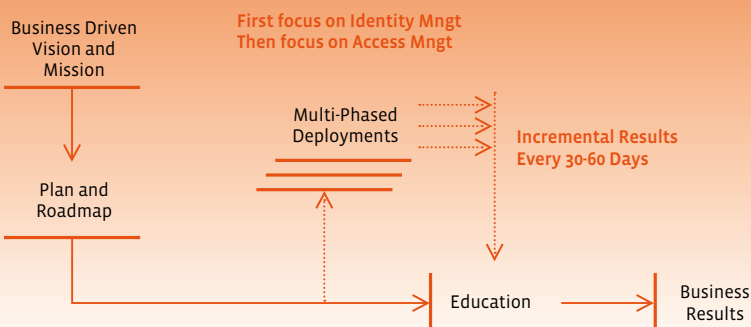 Business Driven
Vision and
Mission
First focus on Identity Mngt
Then focus on Access Mngt
Multi-Phased
Deployments
Incremental Results
Every 30-60 Days
Plan and
Roadmap
Education
Business
Results